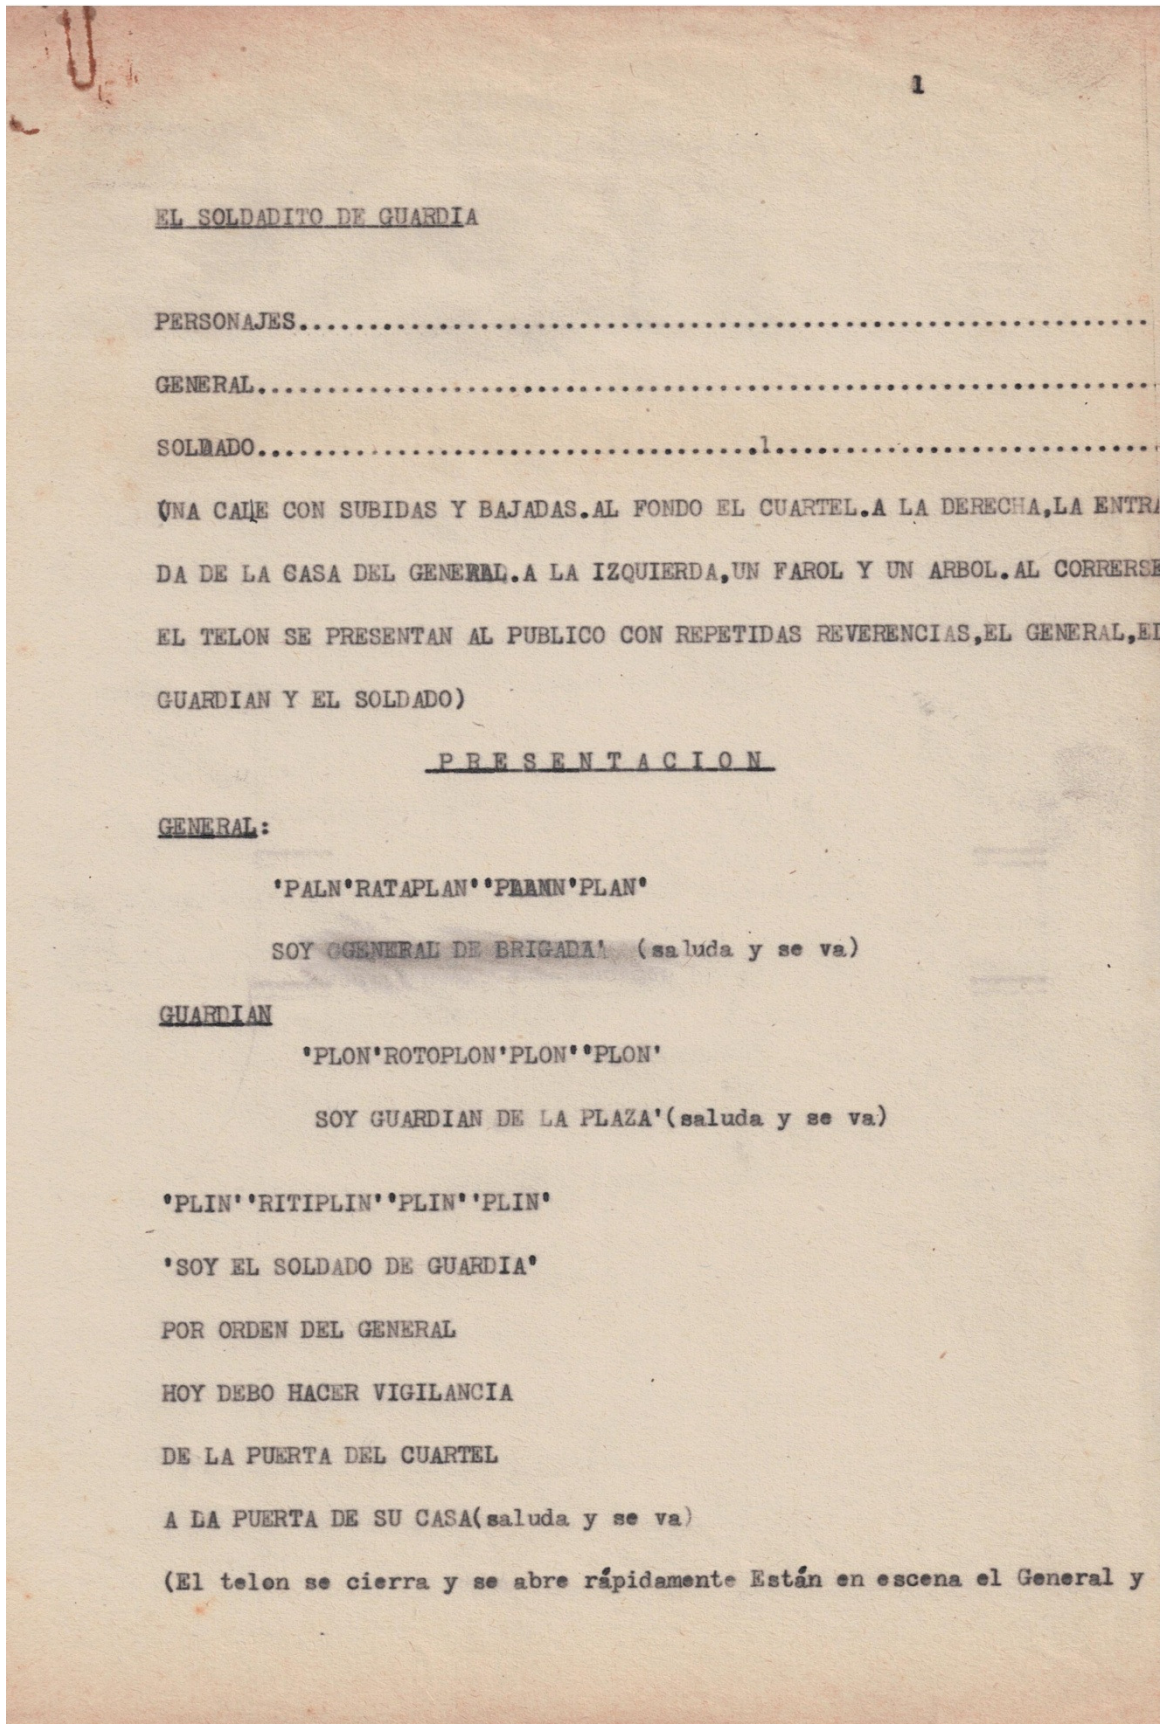 1
EL SOLDADITO DE GUARDIA
PERSONAJES.............................................................
GENERAL................................................................
SOLDADO....................................1...........................
UNA CALLE CON SUBIDAS Y BAJADAS.AL FONDO EL CUARTEL.A LA DERECHA,LA ENTRA
DA DE LA CASA DEL GENERAL.A LA IZQUIERDA,UN FAROL Y UN ARBOL.AL CORRERSE
EL TELON SE PRESENTAN AL PUBLICO CON REPETIDAS REVERENCIAS,EL GENERAL,EL
GUARDIAN Y EL SOLDADO)
P R E S E N T A C I O N
GENERAL:
'PALN'RATAPLAN''PLANN'PLAN'
SOY GENERAL DE BRIGADA' (saluda y se va)
GUARDIAN
'PLON'ROTOPLON'PLON''PLON'
SOY GUARDIAN DE LA PLAZA'(saluda y se va)
'PLIN''RITIPLIN''PLIN''PLIN'
'SOY EL SOLDADO DE GUARDIA'
POR ORDEN DEL GENERAL
HOY DEBO HACER VIGILANCIA
DE LA PUERTA DEL CUARTEL
A LA PUERTA DE SU CASA(saluda y se va)
(El telon se cierra y se abre rápidamente Están en escena el General y